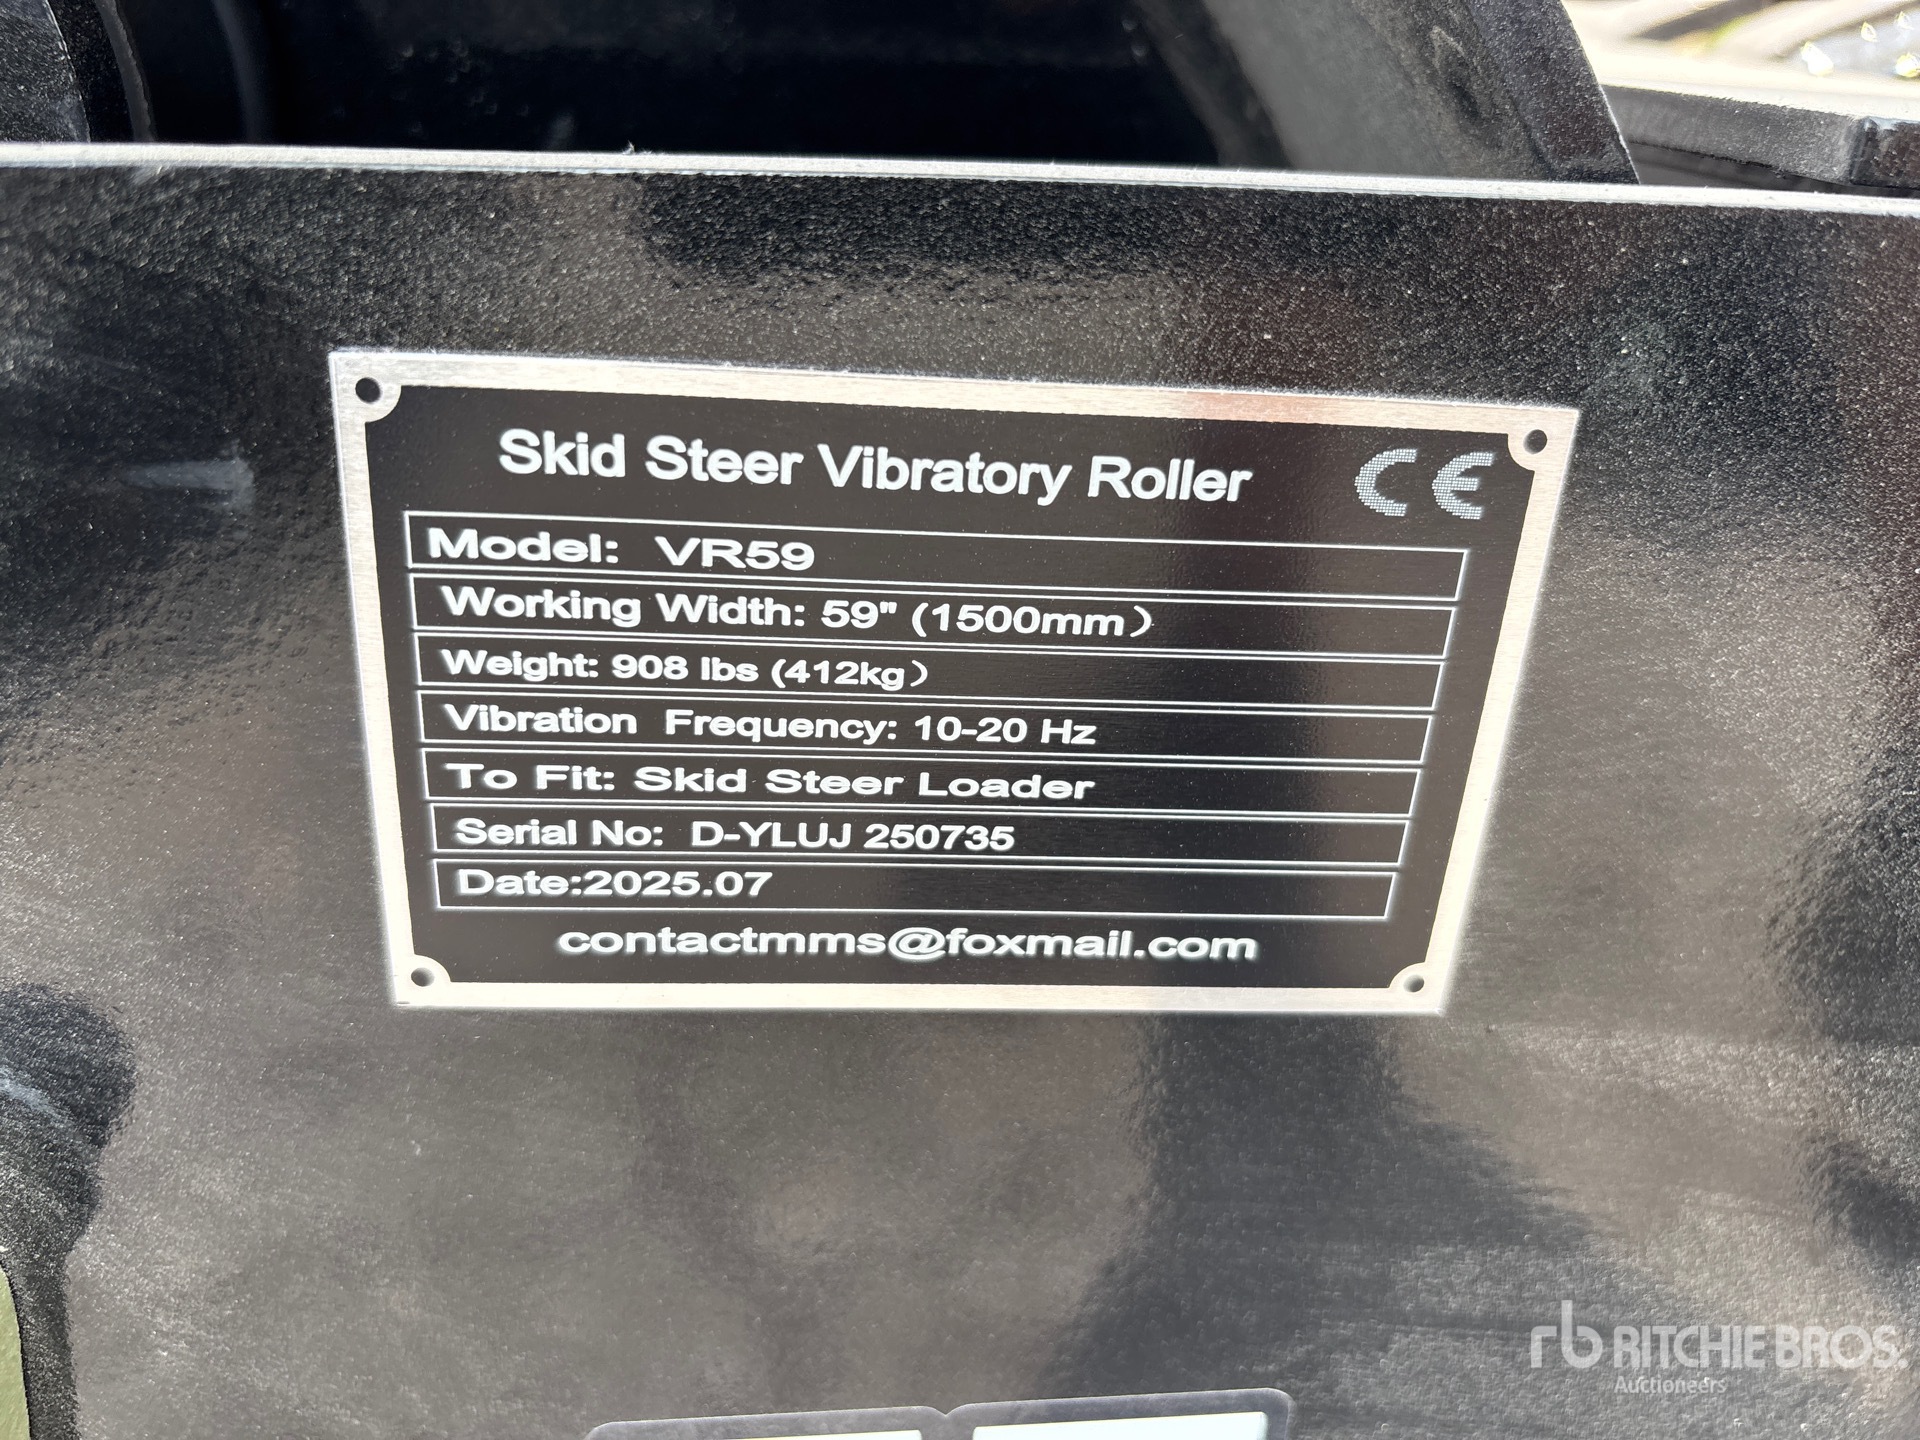 Skid Steer Vibratory Roller CE
Model: VR59
Working Width: 59" (1500mm)
Weight: 908 lbs (412kg)
Vibration Frequency: 10-20 Hz
To Fit: Skid Steer Loader
Serial No: D-YLUJ 250735
Date:2025.07
contactmms@foxmail.com
rb RITCHIE BROS.
Auctioneers